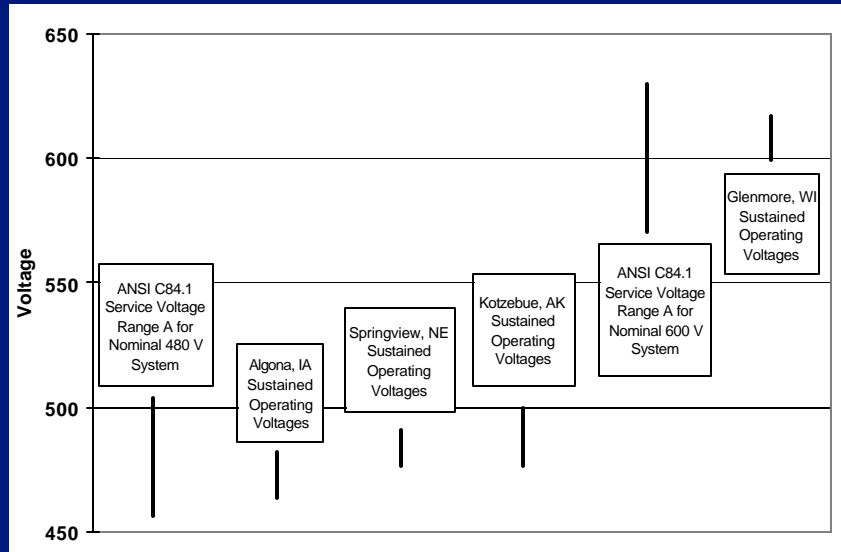 650
600
550
500
450
Voltage
ANSI C84.1
Service Voltage
Range A for
Nominal 480 V
System
Algona, IA
Sustained
Operating
Voltages
Springview, NE
Sustained
Operating
Voltages
Kotzebue, AK
Sustained
Operating
Voltages
ANSI C84.1
Service Voltage
Range A for
Nominal 600 V
System
Glenmore, WI
Sustained
Operating
Voltages